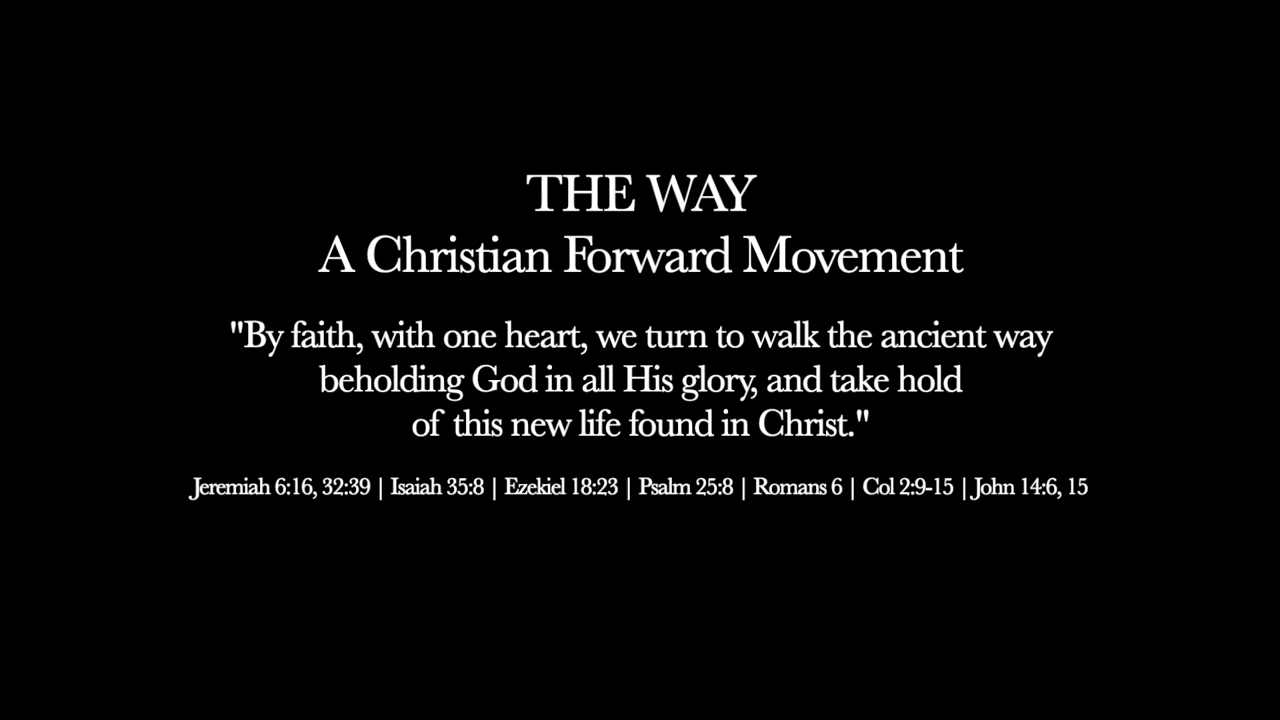 THE WAY
A Christian Forward Movement
"By faith, with one heart, we turn to walk the ancient way
beholding God in all His glory, and take hold
of this new life found in Christ."
Jeremiah 6:16, 32:39 | Isaiah 35:8 | Ezekiel 18:23 | Psalm 25:8 | Romans 6 | Col 2:9-15 | John 14:6, 15